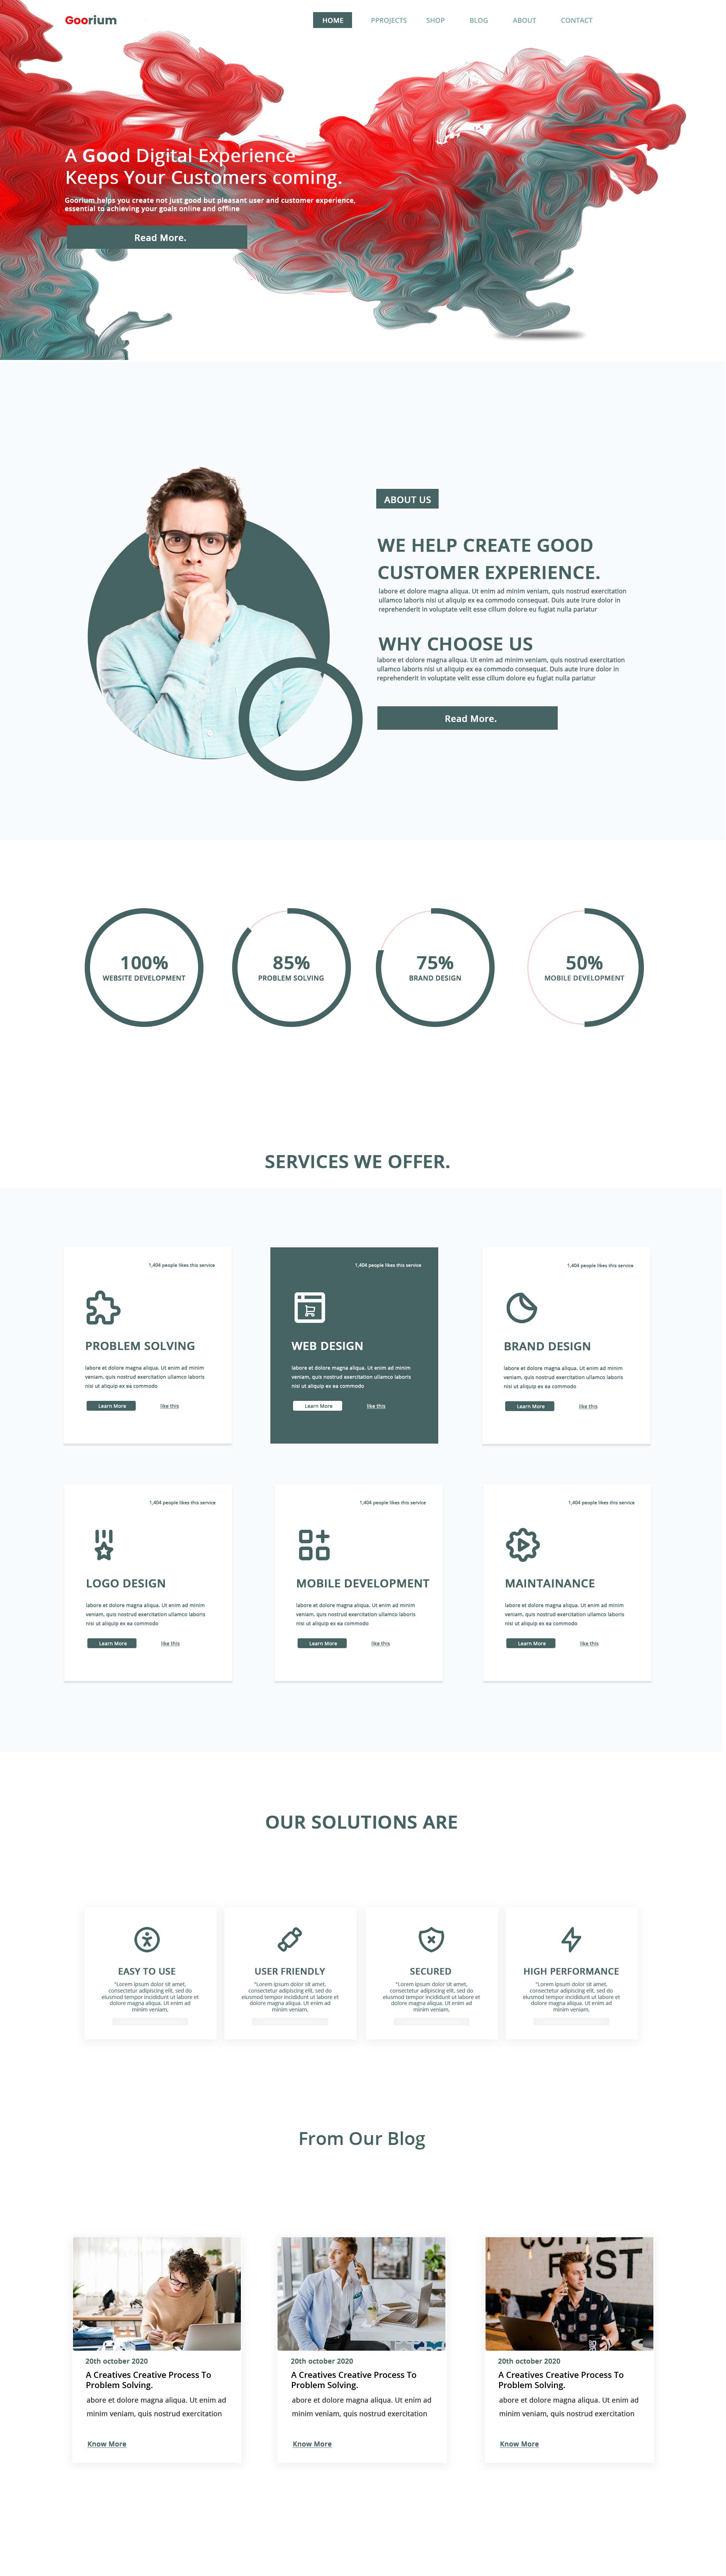 Goorium
HOME PPROJECTS SHOP BLOG ABOUT CONTACT
A Good Digital Experience
Keeps Your Customers coming.
Goorium helps you create not just good but pleasant user and customer experience,
essential to achieving your goals online and offline
Read More.
ABOUT US
WE HELP CREATE GOOD
CUSTOMER EXPERIENCE.
labore et dolore magna aliqua. Ut enim ad minim veniam, quis nostrud exercitation
ullamco laboris nisi ut aliquip ex ea commodo consequat. Duis aute irure dolor in
reprehenderit in voluptate velit esse cillum dolore eu fugiat nulla pariatur
WHY CHOOSE US
labore et dolore magna aliqua. Ut enim ad minim veniam, quis nostrud exercitation
ullamco laboris nisi ut aliquip ex ea commodo consequat. Duis aute irure dolor in
reprehenderit in voluptate velit esse cillum dolore eu fugiat nulla pariatur
Read More.
100%
WEBSITE DEVELOPMENT
85%
PROBLEM SOLVING
75%
BRAND DESIGN
50%
MOBILE DEVELOPMENT
SERVICES WE OFFER.
1,404 people likes this service
PROBLEM SOLVING
labore et dolore magna aliqua. Ut enim ad minim
veniam, quis nostrud exercitation ullamco laboris
nisi ut aliquip ex ea commodo
Learn More like this
1,404 people likes this service
WEB DESIGN
labore et dolore magna aliqua. Ut enim ad minim
veniam, quis nostrud exercitation ullamco laboris
nisi ut aliquip ex ea commodo
Learn More like this
1,404 people likes this service
BRAND DESIGN
labore et dolore magna aliqua. Ut enim ad minim
veniam, quis nostrud exercitation ullamco laboris
nisi ut aliquip ex ea commodo
Learn More like this
1,404 people likes this service
LOGO DESIGN
labore et dolore magna aliqua. Ut enim ad minim
veniam, quis nostrud exercitation ullamco laboris
nisi ut aliquip ex ea commodo
Learn More like this
1,404 people likes this service
MOBILE DEVELOPMENT
labore et dolore magna aliqua. Ut enim ad minim
veniam, quis nostrud exercitation ullamco laboris
nisi ut aliquip ex ea commodo
Learn More like this
1,404 people likes this service
MAINTAINANCE
labore et dolore magna aliqua. Ut enim ad minim
veniam, quis nostrud exercitation ullamco laboris
nisi ut aliquip ex ea commodo
Learn More like this
OUR SOLUTIONS ARE
EASY TO USE
"Lorem ipsum dolor sit amet,
consectetur adipiscing elit, sed do
eiusmod tempor incididunt ut labore et
dolore magna aliqua. Ut enim ad
minim veniam,
USER FRIENDLY
"Lorem ipsum dolor sit amet,
consectetur adipiscing elit, sed do
eiusmod tempor incididunt ut labore et
dolore magna aliqua. Ut enim ad
minim veniam,
SECURED
"Lorem ipsum dolor sit amet,
consectetur adipiscing elit, sed do
eiusmod tempor incididunt ut labore et
dolore magna aliqua. Ut enim ad
minim veniam,
HIGH PERFORMANCE
"Lorem ipsum dolor sit amet,
consectetur adipiscing elit, sed do
eiusmod tempor incididunt ut labore et
dolore magna aliqua. Ut enim ad
minim veniam,
From Our Blog
20th october 2020
A Creatives Creative Process To
Problem Solving.
abore et dolore magna aliqua. Ut enim ad
minim veniam, quis nostrud exercitation
Know More
20th october 2020
A Creatives Creative Process To
Problem Solving.
abore et dolore magna aliqua. Ut enim ad
minim veniam, quis nostrud exercitation
Know More
20th october 2020
A Creatives Creative Process To
Problem Solving.
abore et dolore magna aliqua. Ut enim ad
minim veniam, quis nostrud exercitation
Know More